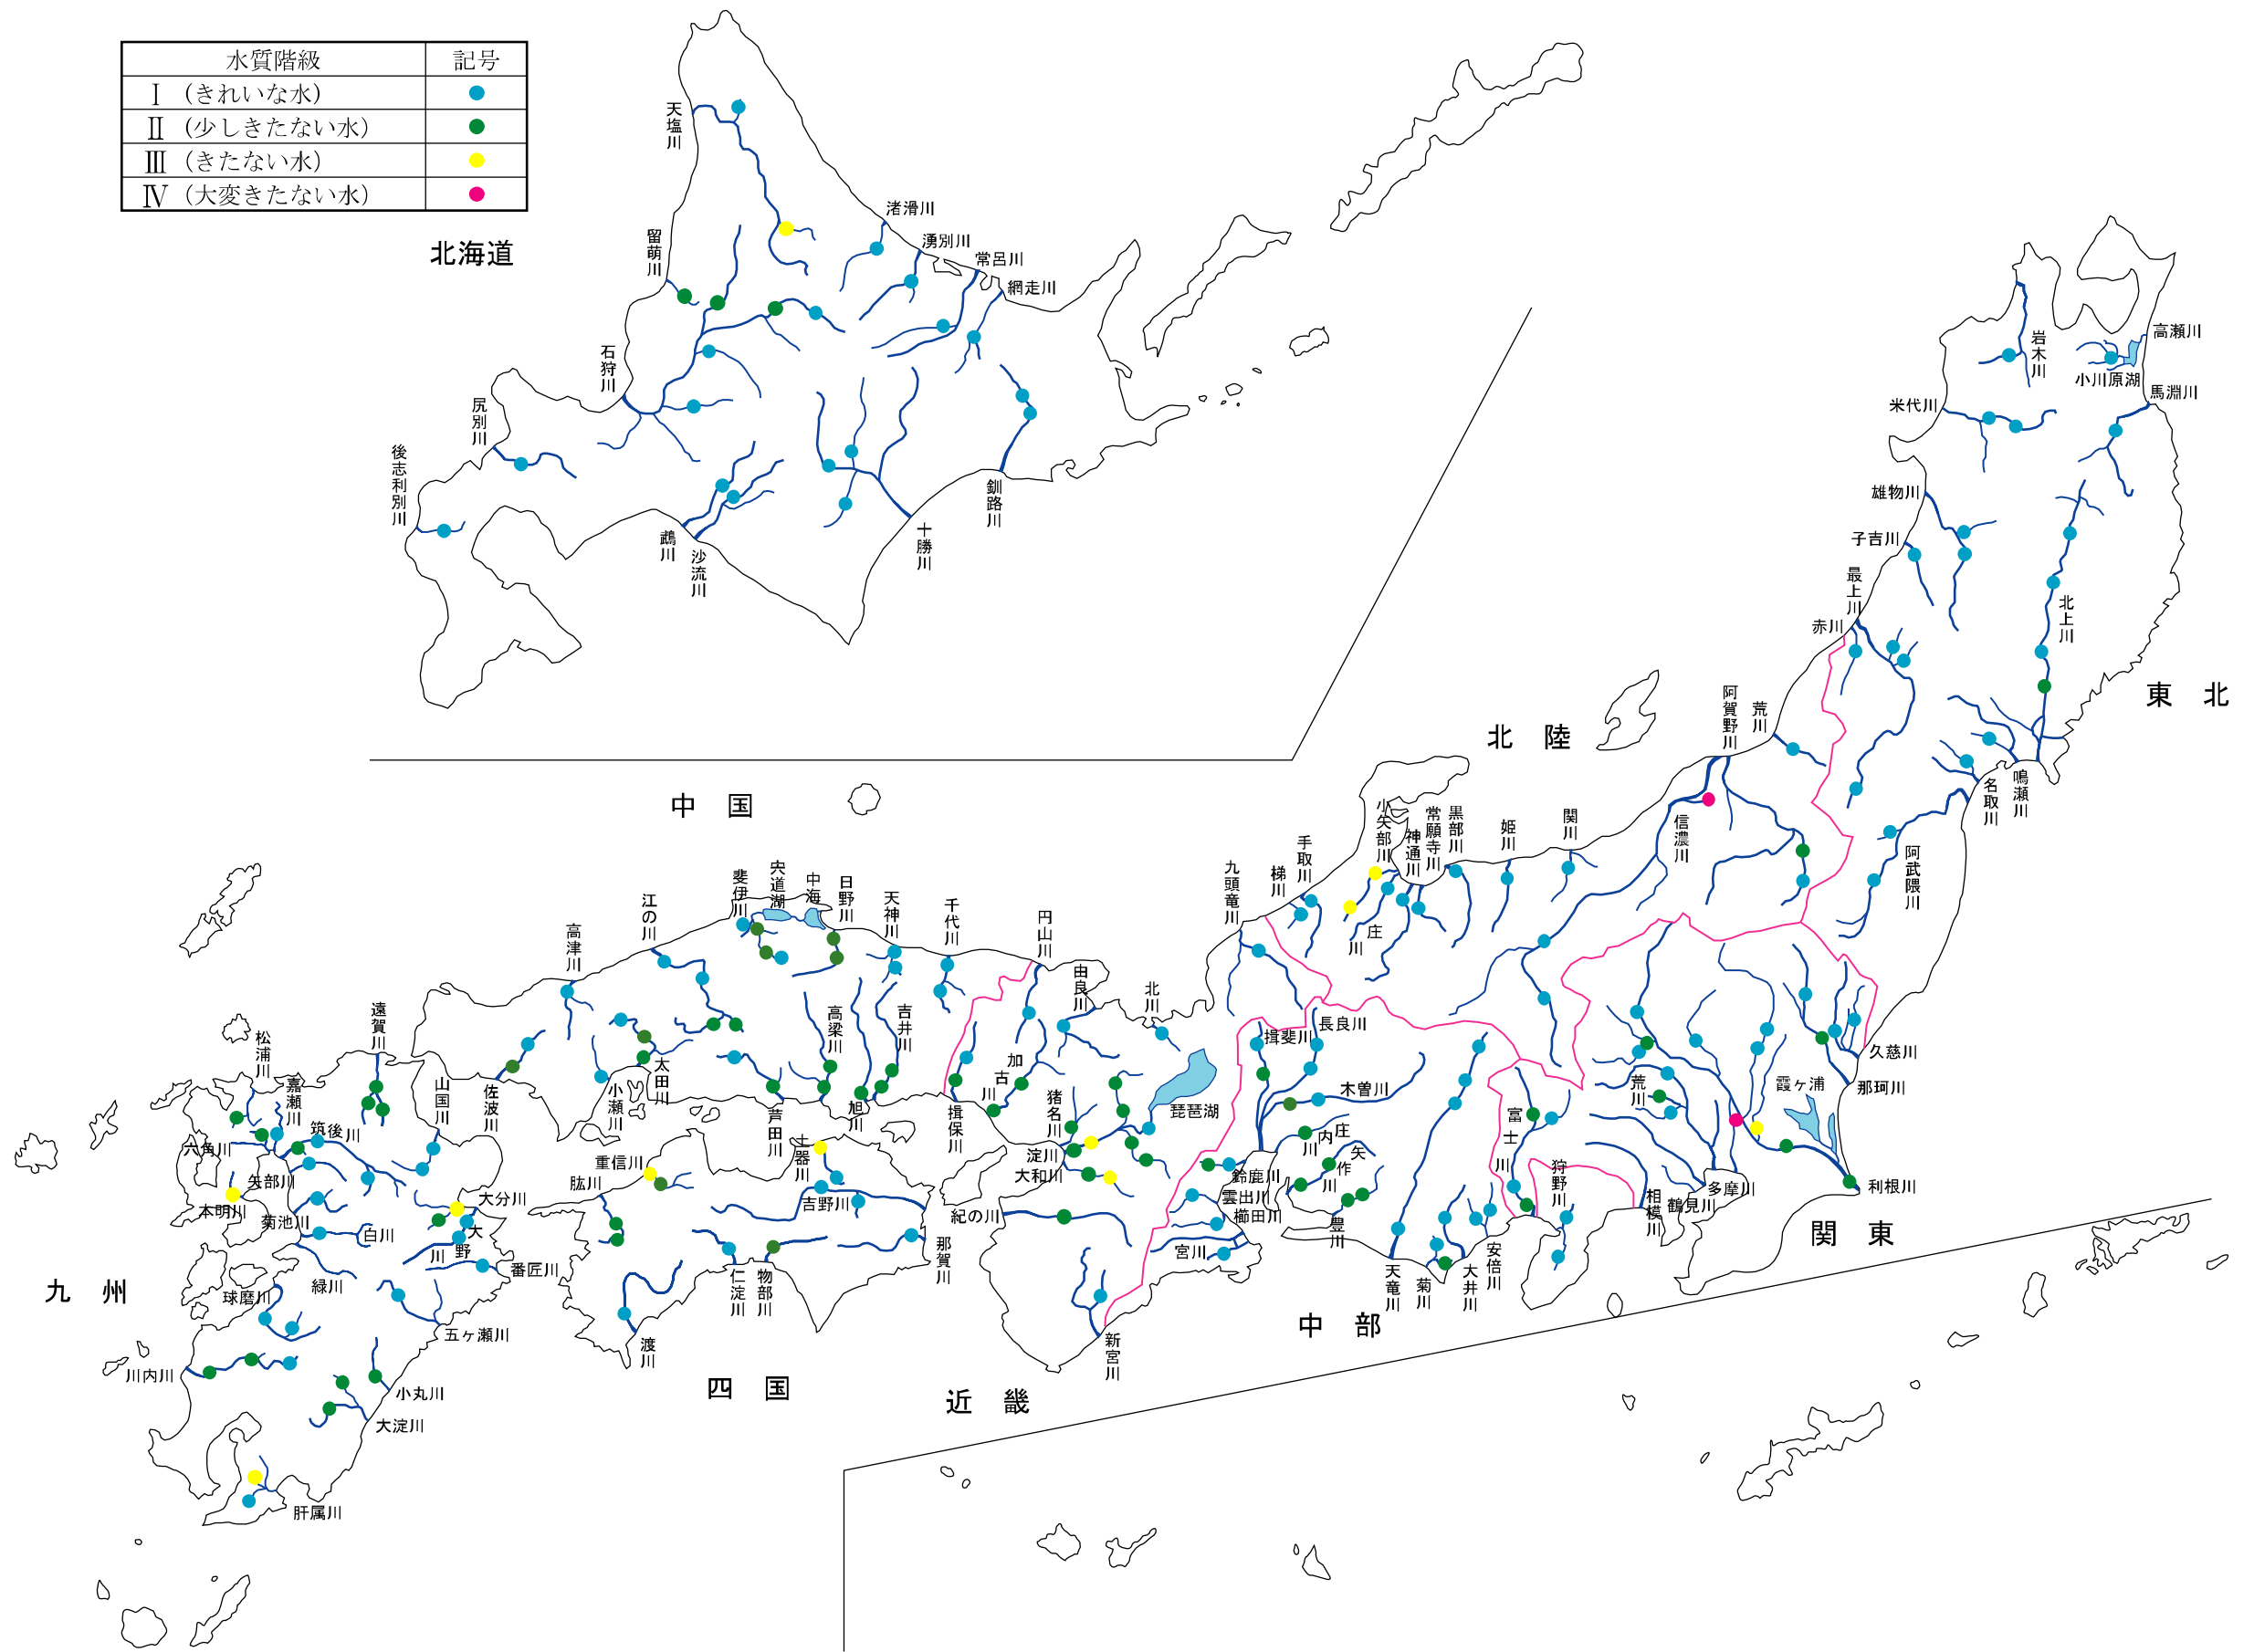 水質階級 記号
Ⅰ (きれいな水)
Ⅱ (少しきたない水)
Ⅲ (きたない水)
Ⅳ (大変きたない水)
北海道
天塩川
渚滑川
湧別川
常呂川
網走川
留萌川
石狩川
尻別川
後志利別川
鵡川
沙流川
十勝川
釧路川
東 北
岩木川
高瀬川
小川原湖
馬淵川
米代川
雄物川
子吉川
最上川
赤川
北上川
鳴瀬川
名取川
阿武隈川
北 陸
荒川
阿賀野川
信濃川
関川
姫川
黒部川
常願寺川
神通川
小矢部川
庄川
手取川
梯川
九頭竜川
関 東
久慈川
那珂川
霞ヶ浦
利根川
荒川
多摩川
鶴見川
相模川
中 部
狩野川
富士川
安倍川
大井川
菊川
天竜川
豊川
矢作川
庄内川
木曽川
長良川
揖斐川
鈴鹿川
雲出川
櫛田川
宮川
近 畿
北川
由良川
円山川
琵琶湖
猪名川
淀川
大和川
加古川
揖保川
紀の川
新宮川
中 国
千代川
天神川
日野川
中海
宍道湖
斐伊川
江の川
高津川
吉井川
高梁川
旭川
芦田川
太田川
小瀬川
佐波川
四 国
土器川
重信川
肱川
吉野川
那賀川
物部川
仁淀川
渡川
九 州
遠賀川
山国川
松浦川
嘉瀬川
筑後川
六角川
矢部川
本明川
菊池川
白川
緑川
球磨川
大分川
大野川
番匠川
五ヶ瀬川
小丸川
大淀川
川内川
肝属川